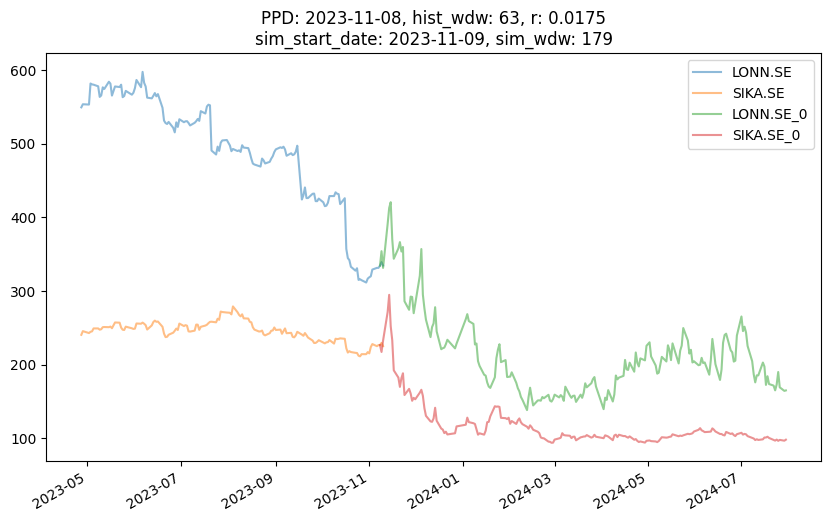 PPD: 2023-11-08, hist_wdw: 63, r: 0.0175
sim_start_date: 2023-11-09, sim_wdw: 179
LONN.SE
SIKA.SE
LONN.SE_0
SIKA.SE_0
600
500
400
300
200
100
2023-05
2023-07
2023-09
2023-11
2024-01
2024-03
2024-05
2024-07